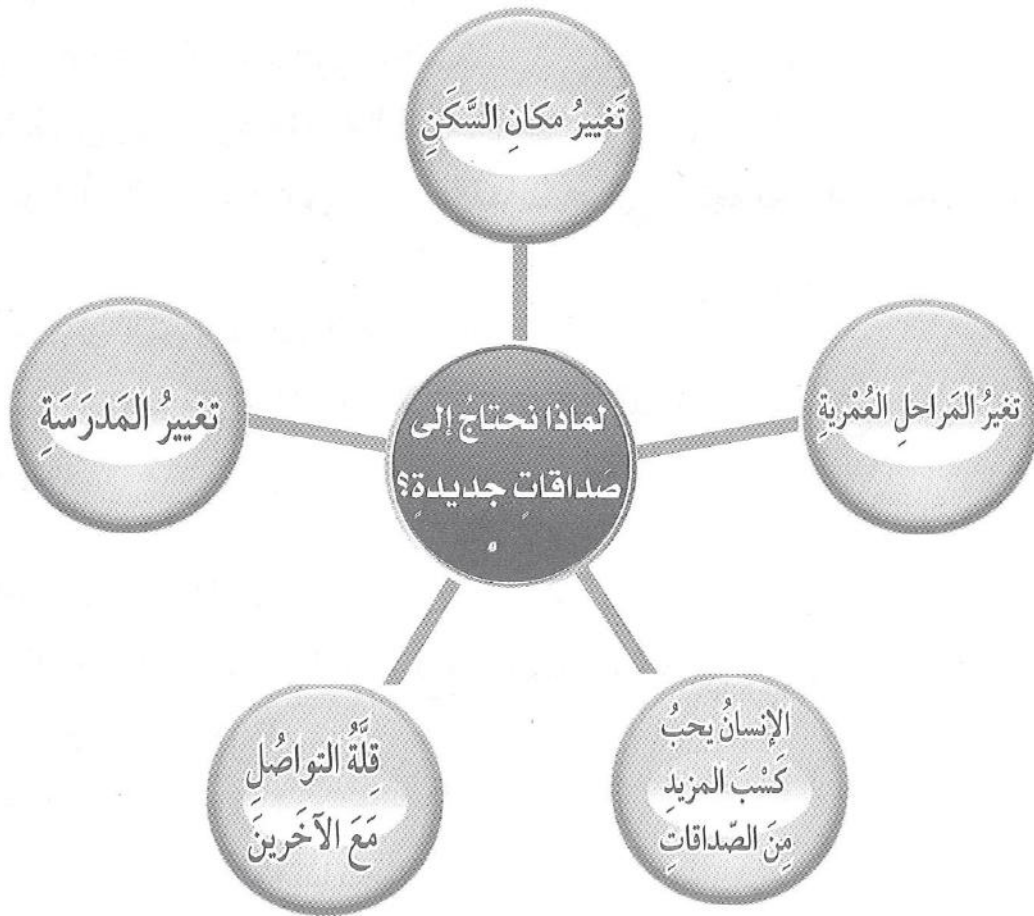 تَغييرُ مكانِ السَّكَنِ
تغيرُ المَراحلِ العُمْريةِ
لماذا نحتاجُ إلى
صَداقاتٍ جديدةٍ؟
تغييرُ المَدرَسَةِ
الإنسانُ يحبُ
كَسْبَ المزيدِ
مِنَ الصّداقاتِ
قِلَّةُ التواصُلِ
مَعَ الآخَرينَ